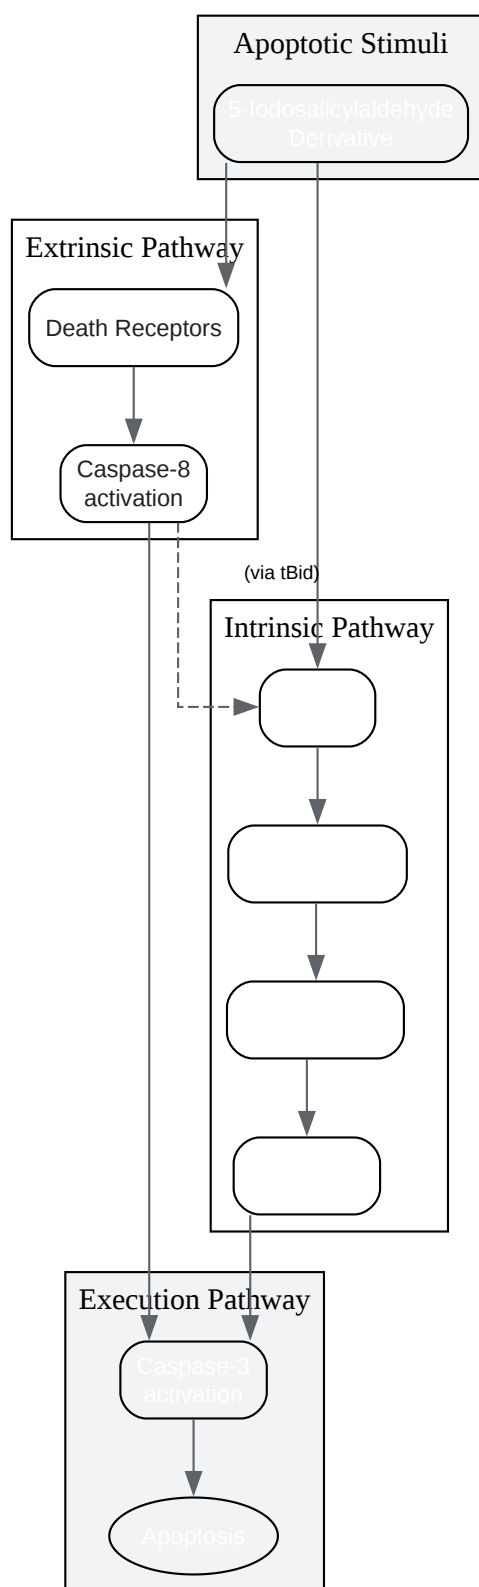 Apoptotic Stimuli
5-Iodosalicylaldehyde
Derivative
Extrinsic Pathway
Death Receptors
Caspase-8
activation
(via tBid)
Intrinsic Pathway
Execution Pathway
Caspase-3
activation
Apoptosis